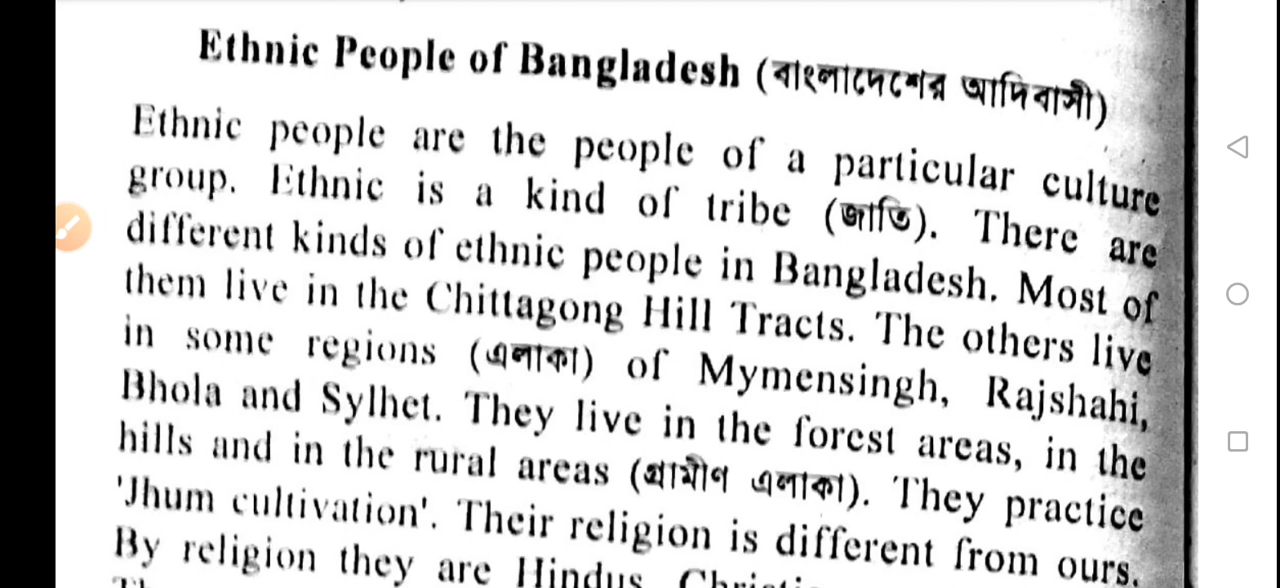 Ethnic People of Bangladesh (বাংলাদেশের আদিবাসী)
Ethnic people are the people of a particular culture
group. Ethnic is a kind of tribe (জাতি). There are
different kinds of ethnic people in Bangladesh. Most of
them live in the Chittagong Hill Tracts. The others live
in some regions (এলাকা) of Mymensingh, Rajshahi,
Bhola and Sylhet. They live in the forest areas, in the
hills and in the rural areas (গ্রামীণ এলাকা). They practice
'Jhum cultivation'. Their religion is different from ours.
By religion they are Hindus,